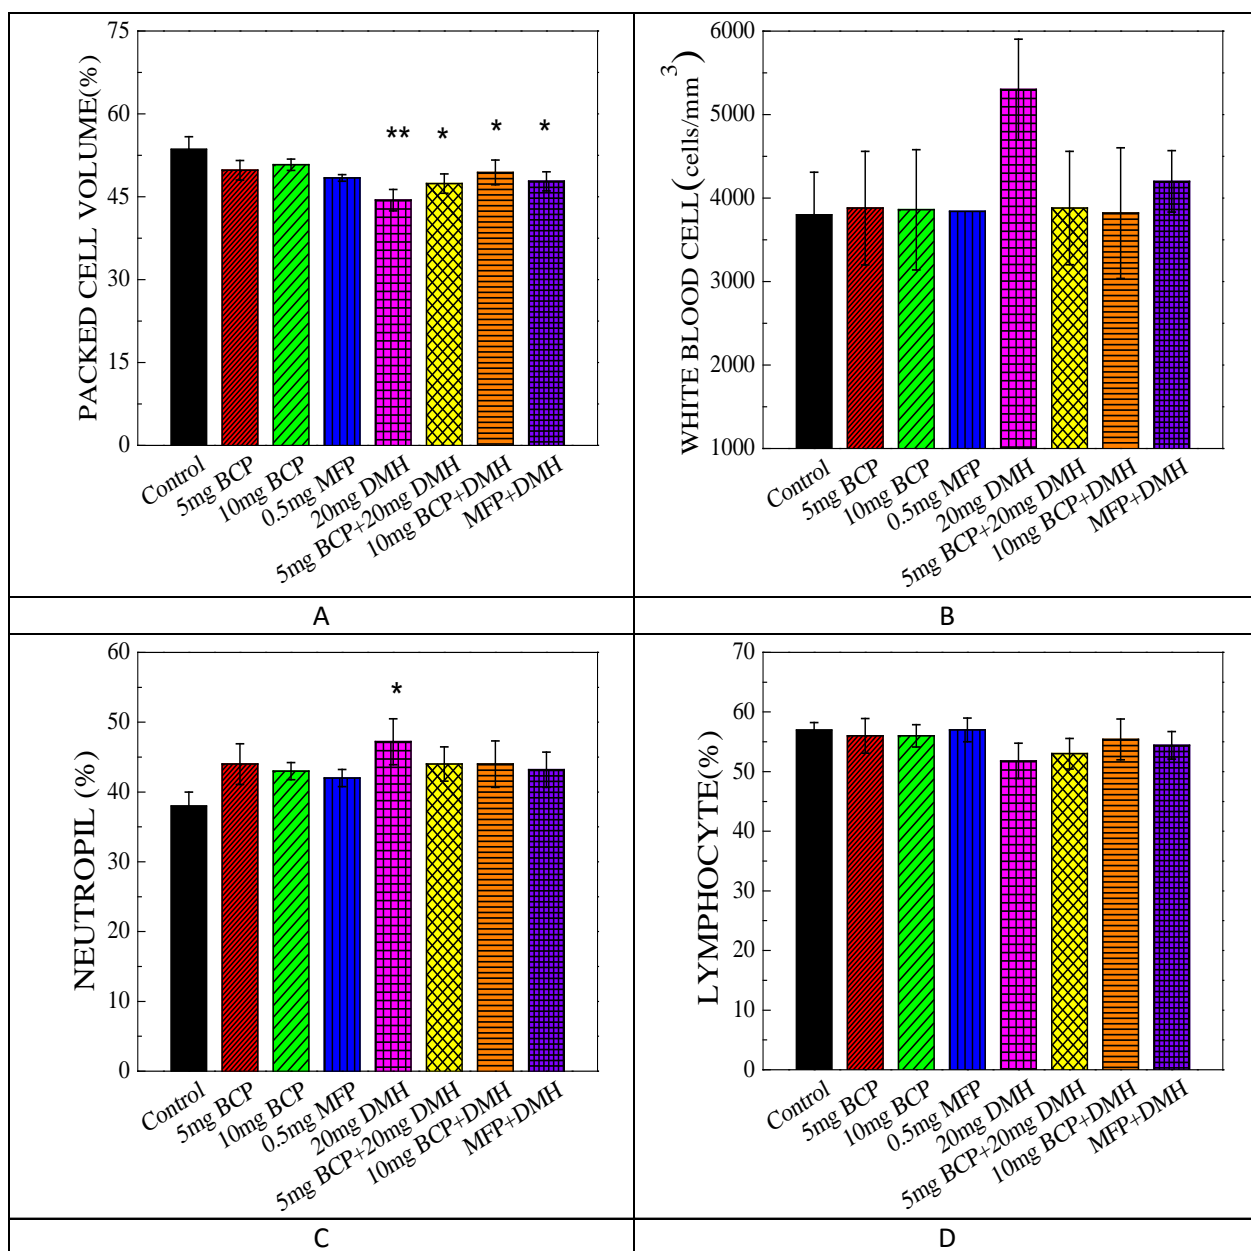 PACKED CELL VOLUME(%)
75
60
45
30
15
0
**
*
*
*
Control
5mg BCP
10mg BCP
0.5mg MFP
20mg DMH
5mg BCP+20mg DMH
10mg BCP+DMH
MFP+DMH
A
WHITE BLOOD CELL(cells/mm³)
6000
5000
4000
3000
2000
1000
Control
5mg BCP
10mg BCP
0.5mg MFP
20mg DMH
5mg BCP+20mg DMH
10mg BCP+DMH
MFP+DMH
B
NEUTROPIL (%)
60
50
40
30
20
10
0
*
Control
5mg BCP
10mg BCP
0.5mg MFP
20mg DMH
5mg BCP+20mg DMH
10mg BCP+DMH
MFP+DMH
C
LYMPHOCYTE(%)
70
60
50
40
30
20
10
0
Control
5mg BCP
10mg BCP
0.5mg MFP
20mg DMH
5mg BCP+20mg DMH
10mg BCP+DMH
MFP+DMH
D